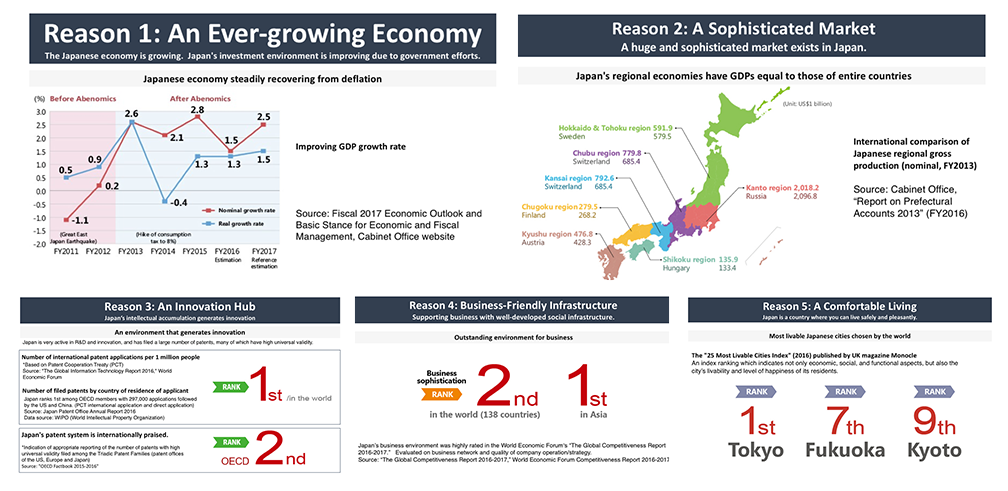 Reason 1: An Ever-growing Economy
The Japanese economy is growing. Japan's investment environment is improving due to government efforts.
Japanese economy steadily recovering from deflation
(%)
Before Abenomics
After Abenomics
3.0
2.5
2.0
1.5
1.0
0.5
0.0
-0.5
-1.0
-1.5
-2.0
0.5
0.9
2.6
2.8
2.5
2.1
1.5
1.3
1.3
1.5
0.2
-0.4
-1.1
Nominal growth rate
Real growth rate
(Great East
Japan Earthquake)
(Hike of consumption
tax to 8%)
FY2011
FY2012
FY2013
FY2014
FY2015
FY2016
Estimation
FY2017
Reference
estimation
Improving GDP growth rate
Source: Fiscal 2017 Economic Outlook and
Basic Stance for Economic and Fiscal
Management, Cabinet Office website
Reason 2: A Sophisticated Market
A huge and sophisticated market exists in Japan.
Japan's regional economies have GDPs equal to those of entire countries
(Unit: US$1 billion)
Hokkaido & Tohoku region 591.9
Sweden 579.5
Chubu region 779.8
Switzerland 685.4
Kansai region 792.6
Switzerland 685.4
Chugoku region 279.5
Finland 268.2
Kyushu region 476.8
Austria 428.3
Kanto region 2,018.2
Russia 2,096.8
Shikoku region 135.9
Hungary 133.4
International comparison of
Japanese regional gross
production (nominal, FY2013)
Source: Cabinet Office,
“Report on Prefectural
Accounts 2013” (FY2016)
Reason 3: An Innovation Hub
Japan's intellectual accumulation generates innovation
An environment that generates innovation
Japan is very active in R&D and innovation, and has filed a large number of patents, many of which have high universal validity.
Number of international patent applications per 1 million people
*Based on Patent Cooperation Treaty (PCT)
Source: "The Global Information Technology Report 2016," World
Economic Forum
Number of filed patents by country of residence of applicant
Japan ranks 1st among OECD members with 297,000 applications followed
by the US and China. (PCT international application and direct application)
Source: Japan Patent Office Annual Report 2016
Data source: WIPO (World Intellectual Property Organization)
RANK
1st /in the world
Japan's patent system is internationally praised.
*Indication of appropriate reporting of the number of patents with high
universal validity filed among the Triadic Patent Families (patent offices
of the US, Europe and Japan)
Source: "OECD Factbook 2015-2016"
RANK
OECD 2nd
Reason 4: Business-Friendly Infrastructure
Supporting business with well-developed social infrastructure.
Outstanding environment for business
Business
sophistication
RANK
2nd
in the world (138 countries)
1st
in Asia
Japan's business environment was highly rated in the World Economic Forum's "The Global Competitiveness Report
2016-2017." Evaluated on business network and quality of company operation/strategy.
Source: "The Global Competitiveness Report 2016-2017," World Economic Forum Competitiveness Report 2016-2017
Reason 5: A Comfortable Living
Japan is a country where you can live safely and pleasantly.
Most livable Japanese cities chosen by the world
The "25 Most Livable Cities Index" (2016) published by UK magazine Monocle
An index ranking which indicates not only economic, social, and functional aspects, but also the
city's livability and level of happiness of its residents.
RANK
1st
Tokyo
RANK
7th
Fukuoka
RANK
9th
Kyoto